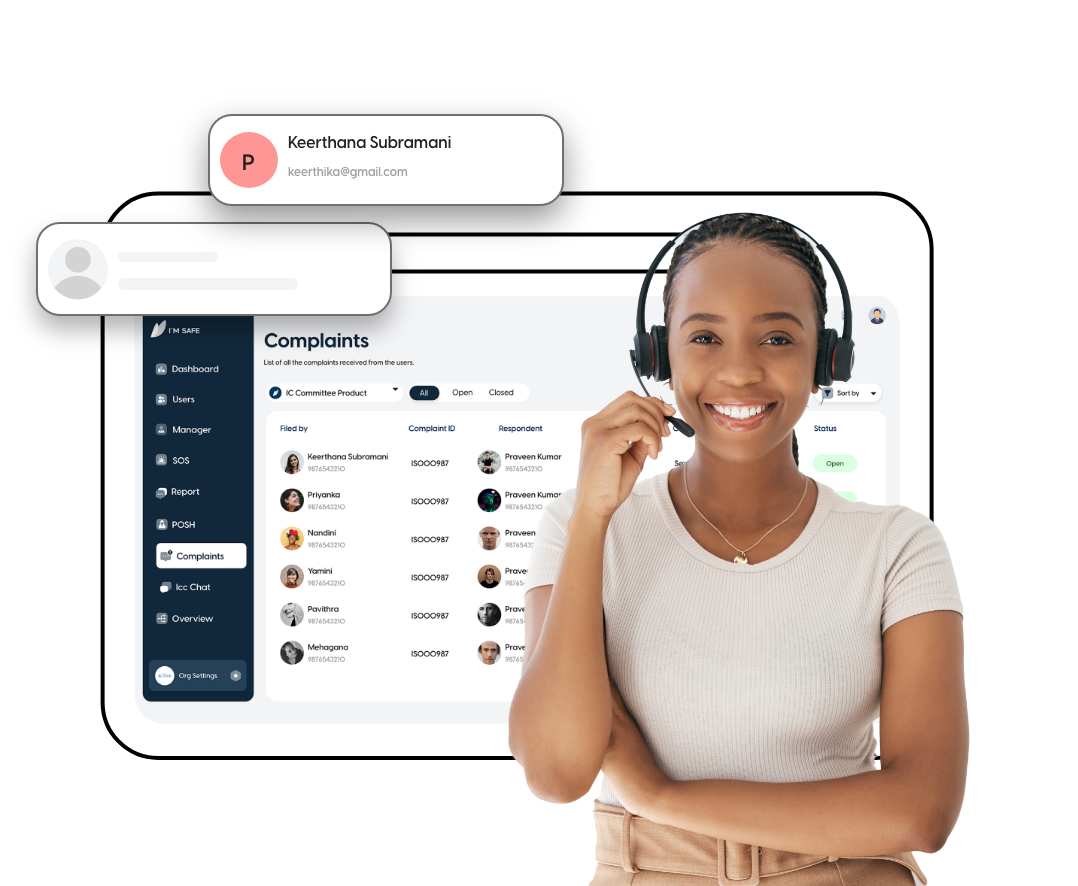 P
Keerthana Subramani
keerthika@gmail.com
I'M SAFE
Dashboard
Users
Manager
SOS
Report
POSH
Complaints
Icc Chat
Overview
Org Settings
Complaints
List of all the complaints received from the users.
IC Committee Product
All
Open
Closed
Sort by
Filed by
Complaint ID
Respondent
Status
Keerthana Subramani
9876543210
ISOO0987
Praveen Kumar
9876543210
Open
Priyanka
9876543210
ISOO0987
Praveen Kumar
9876543210
Nandini
9876543210
ISOO0987
Praveen
Yamini
9876543210
ISOO0987
Pavithra
9876543210
ISOO0987
Mehagana
9876543210
ISOO0987